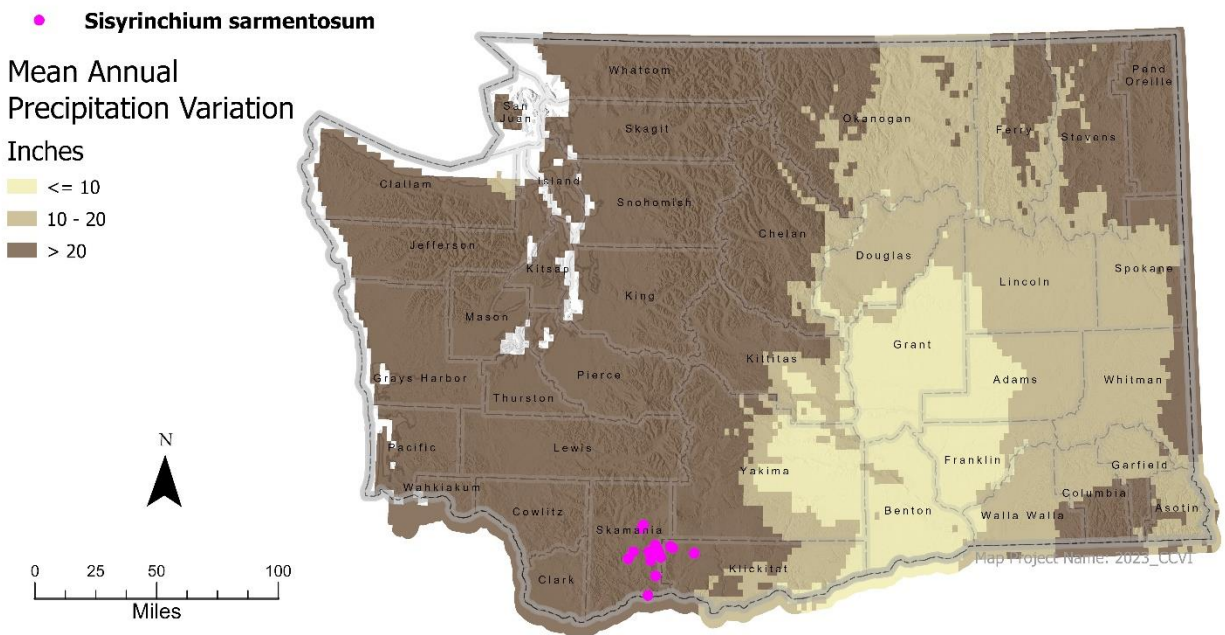 Sisyrinchium sarmentosum
Mean Annual
Precipitation Variation
Inches
<= 10
10 - 20
> 20
Whatcom
Pend
Oreille
San
Juan
Okanogan
Ferry
Stevens
Skagit
Clallam
Island
Snohomish
Chelan
Jefferson
Douglas
Kitsap
Lincoln
Spokane
King
Mason
Grant
Kittitas
Grays Harbor
Pierce
Adams
Whitman
Thurston
Pacific
Lewis
Yakima
Franklin
Garfield
Wahkiakum
Columbia
Cowlitz
Benton
Walla Walla
Asotin
Skamania
Clark
Klickitat
Map Project Name: 2023_CCVI
N
0 25 50 100
Miles